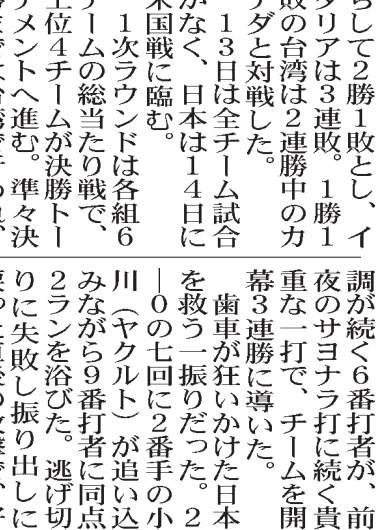 らして２勝１敗とし、イ
タリアは３連敗。１勝１
敗の台湾は２連勝中のカ
ナダと対戦した。
１３日は全チーム試合
がなく、日本は１４日に
米国戦に臨む。
１次ラウンドは各組６
チームの総当たり戦で、
上位４チームが決勝トー
ナメントへ進む。準々決
調が続く６番打者が、前
夜のサヨナラ打に続く貴
重な一打で、チームを開
幕３連勝に導いた。
歯車が狂いかけた日本
を救う一振りだった。２
―０の七回に２番手の小
川（ヤクルト）が追い込
みながら９番打者に同点
２ランを浴びた。逃げ切
りに失敗し振り出しに